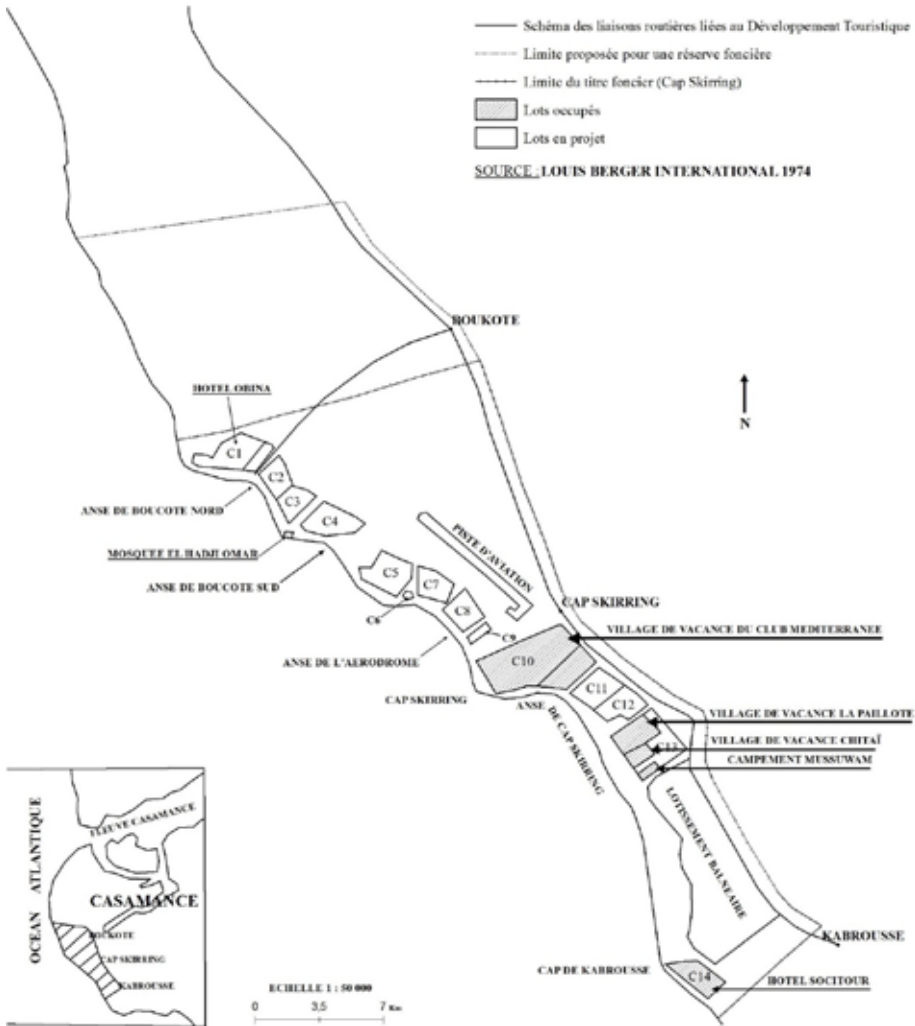 Schéma des liaisons routières liées au Développement Touristique
Limite proposée pour une réserve foncière
Limite du titre foncier (Cap Skirring)
Lots occupés
Lots en projet
SOURCE : LOUIS BERGER INTERNATIONAL 1974
BOUKOTE
N
HOTEL OBINA
C1
C2
C3
C4
ANSE DE BOUCOTE NORD
MOSQUEE EL HADJI OMAR
ANSE DE BOUCOTE SUD
PISTE D'AVIATION
C5
C7
C6
C8
C9
CAP SKIRRING
VILLAGE DE VACANCE DU CLUB MEDITERRANEE
ANSE DE L'AERODROME
C10
CAP SKIRRING
ANSE
DE CAP SKIRRING
C11
C12
VILLAGE DE VACANCE LA PAILLOTE
C13
VILLAGE DE VACANCE CHITAÏ
CAMPEMENT MUSSUWAM
LOTISSEMENT BALNEAIRE
KABROUSSE
CAP DE KABROUSSE
C14
HOTEL SOCITOUR
OCEAN ATLANTIQUE
FLEUVE CASAMANCE
CASAMANCE
BOUKOTE
CAP SKIRRING
KABROUSSE
ECHELLE 1 : 50 000
0 3,5 7 Km